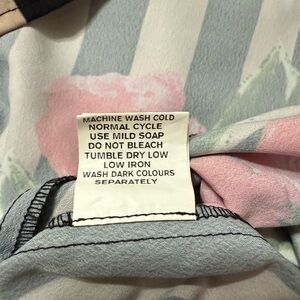 MACHINE WASH COLD
NORMAL CYCLE
USE MILD SOAP
DO NOT BLEACH
TUMBLE DRY LOW
LOW IRON
WASH DARK COLOURS
SEPARATELY